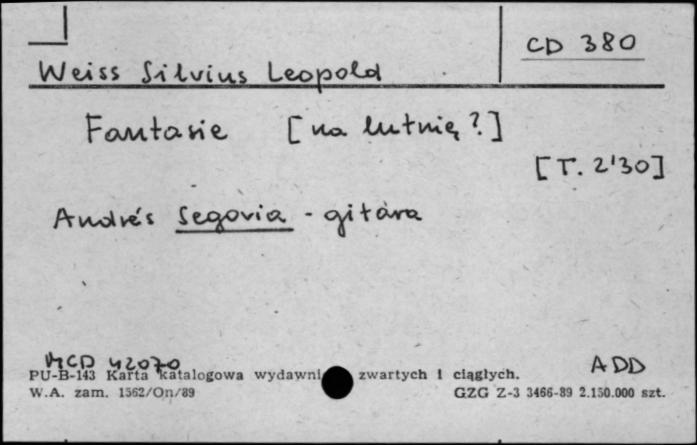 CD 380
Weiss Silvius Leopold
Fantasie [na lutnię?]
[T. 2'30]
Andrés Segovia - gitara
MCD 42070 ADD
PU-B-143 Karta katalogowa wydawni zwartych i ciągłych.
W.A. zam. 1562/On/89 GZG Z-3 3466-89 2.150.000 szt.